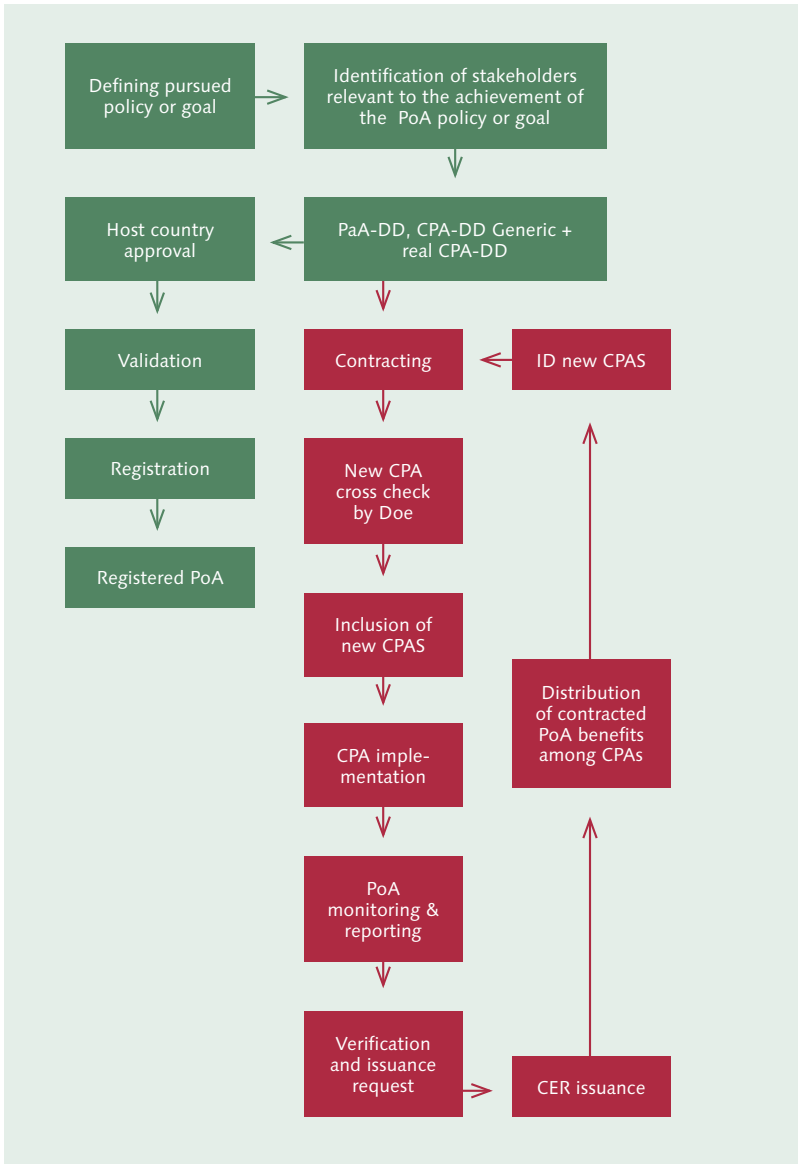 Defining pursued
policy or goal
Identification of stakeholders
relevant to the achievement of
the PoA policy or goal
Host country
approval
PaA-DD, CPA-DD Generic +
real CPA-DD
Validation
Contracting
ID new CPAS
Registration
New CPA
cross check
by Doe
Registered PoA
Inclusion of
new CPAS
Distribution
of contracted
PoA benefits
among CPAs
CPA imple-
mentation
PoA
monitoring &
reporting
Verification
and issuance
request
CER issuance